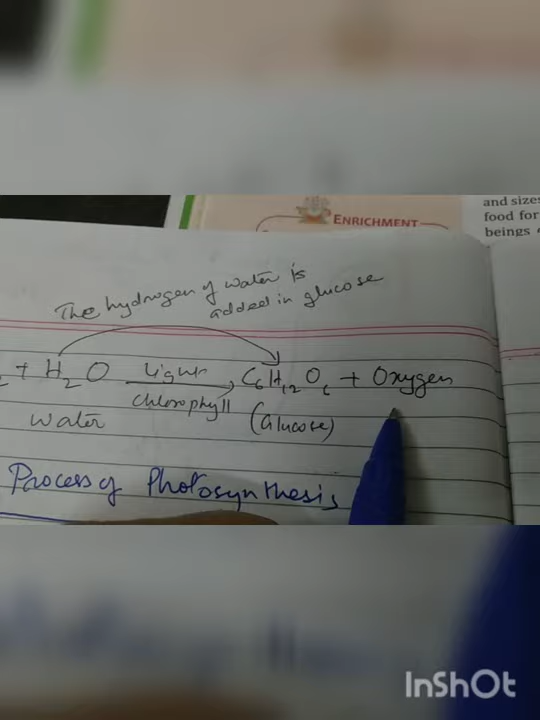 and sizes
food for
beings
ENRICHMENT
The hydrogen of water is
added in glucose
2 + H2O Light C6H12O6 + Oxygen
chlorophyll
water (Glucose)
Process of Photosynthesis
InShOt